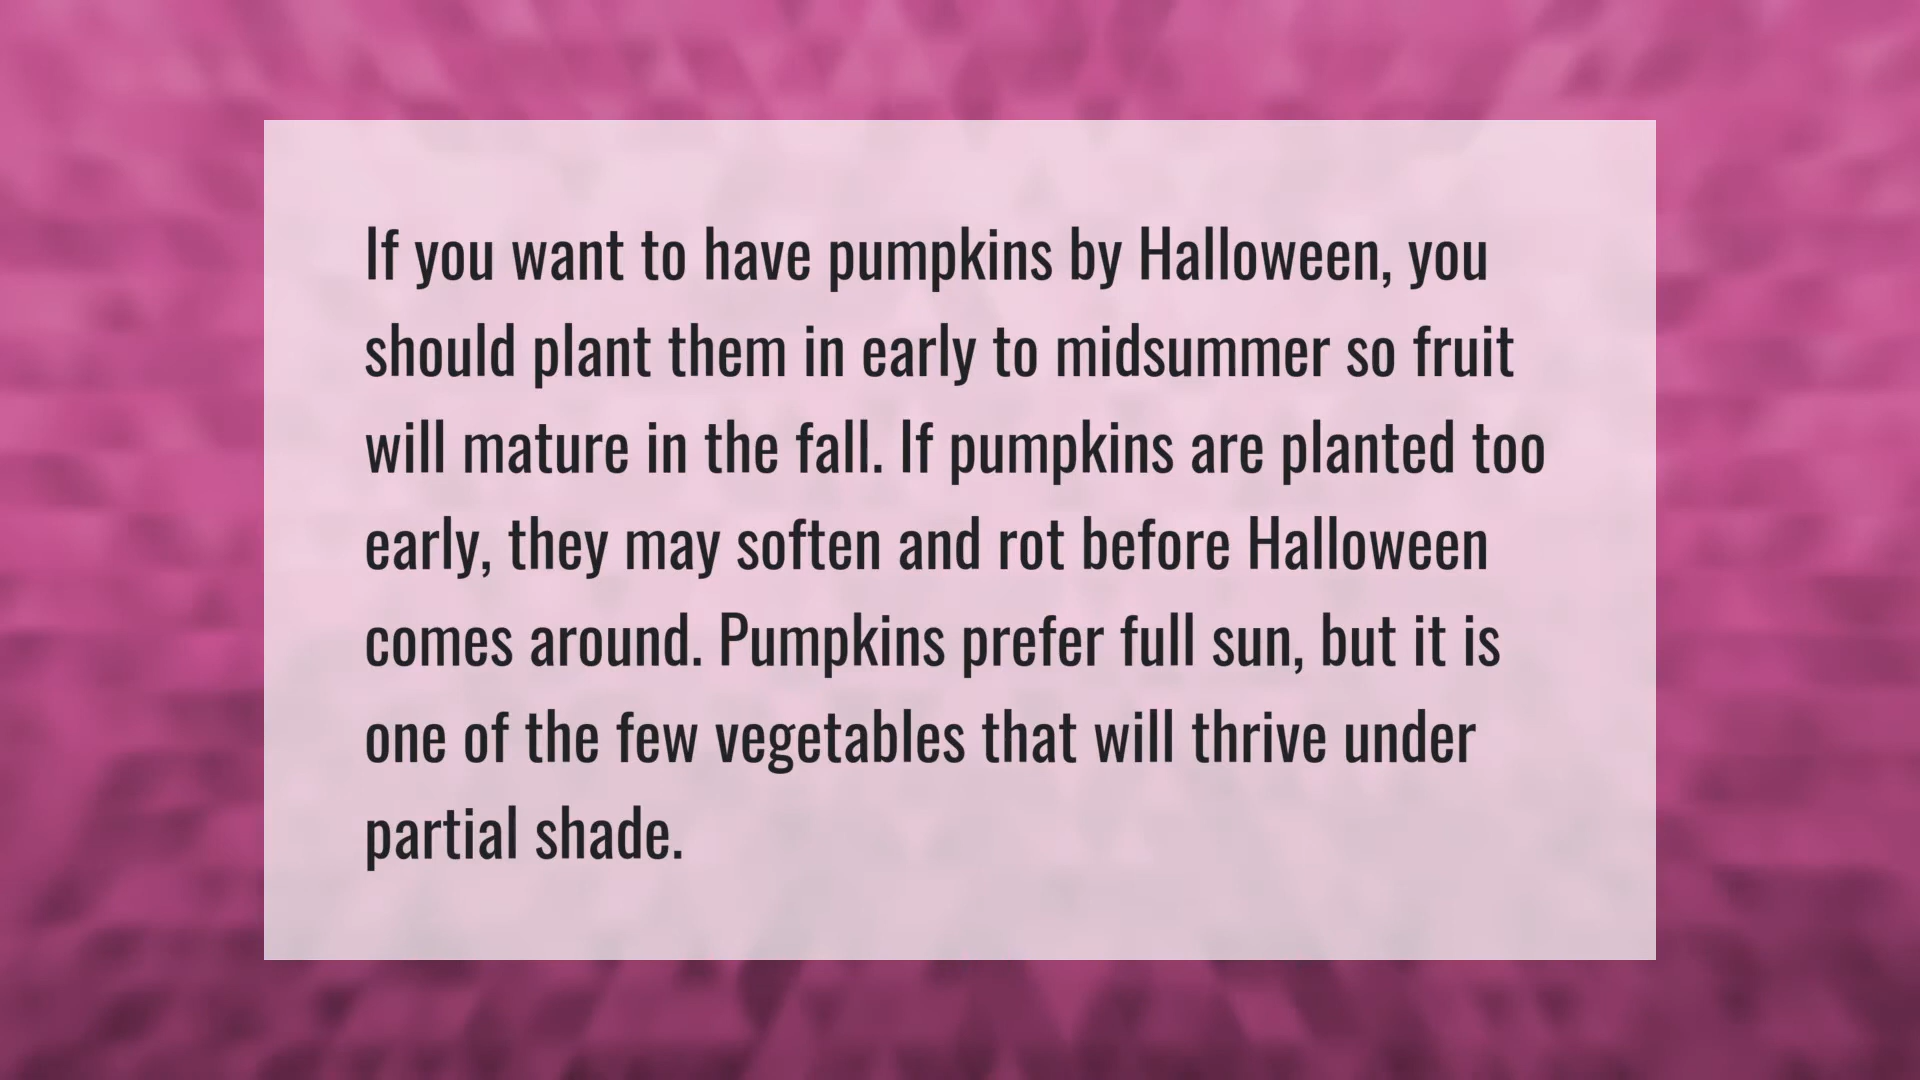 If you want to have pumpkins by Halloween, you
should plant them in early to midsummer so fruit
will mature in the fall. If pumpkins are planted too
early, they may soften and rot before Halloween
comes around. Pumpkins prefer full sun, but it is
one of the few vegetables that will thrive under
partial shade.